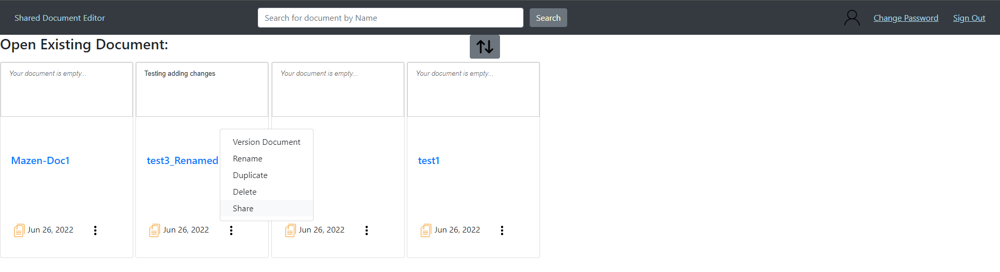 Shared Document Editor
Search for document by Name
Search
Change Password
Sign Out
Open Existing Document:
Your document is empty...
Testing adding changes
Your document is empty...
Your document is empty...
Version Document
Rename
Duplicate
Delete
Share
Mazen-Doc1
test3_Renamed
test1
Jun 26, 2022
Jun 26, 2022
Jun 26, 2022
Jun 26, 2022